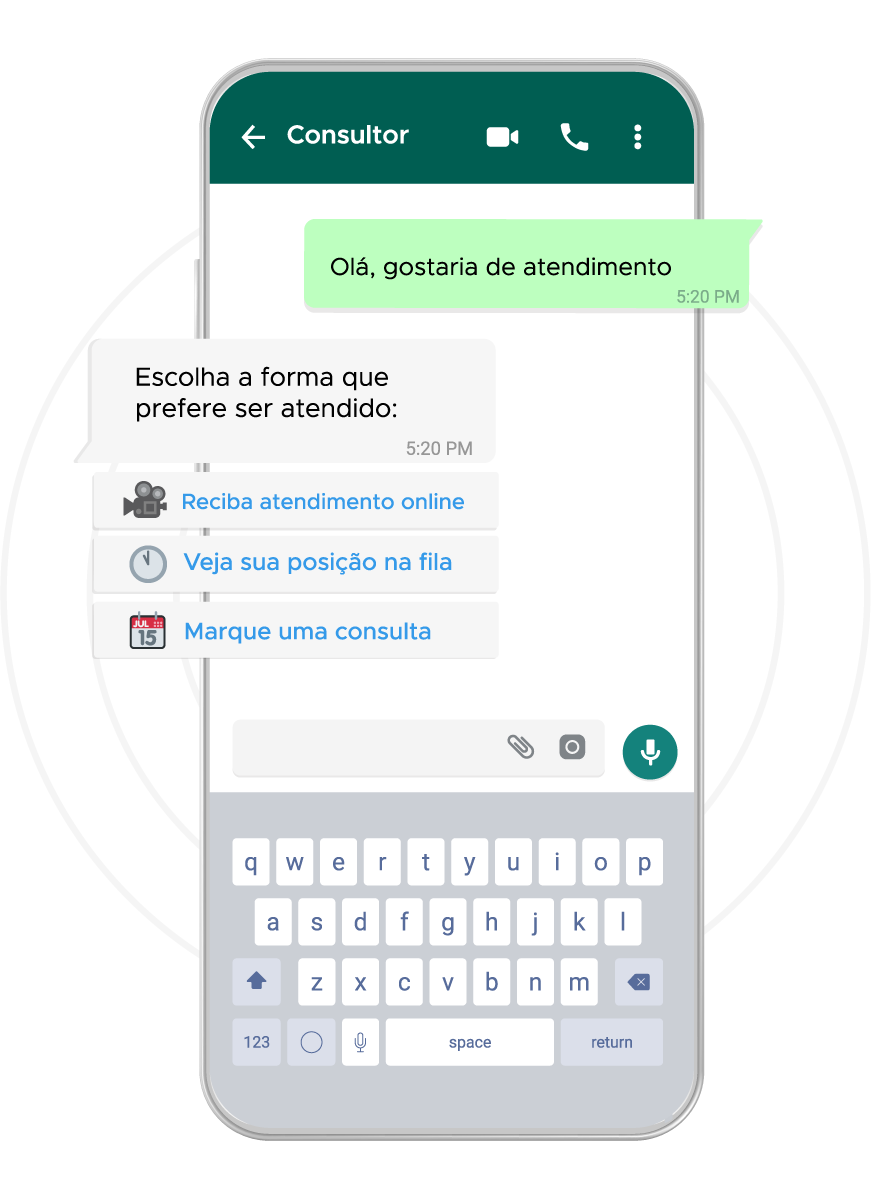 Consultor
Olá, gostaria de atendimento
5:20 PM
Escolha a forma que
prefere ser atendido:
5:20 PM
Reciba atendimento online
Veja sua posição na fila
JUL
15
Marque uma consulta
q w e r t y u i o p
a s d f g h j k l
z x c v b n m
123 space return